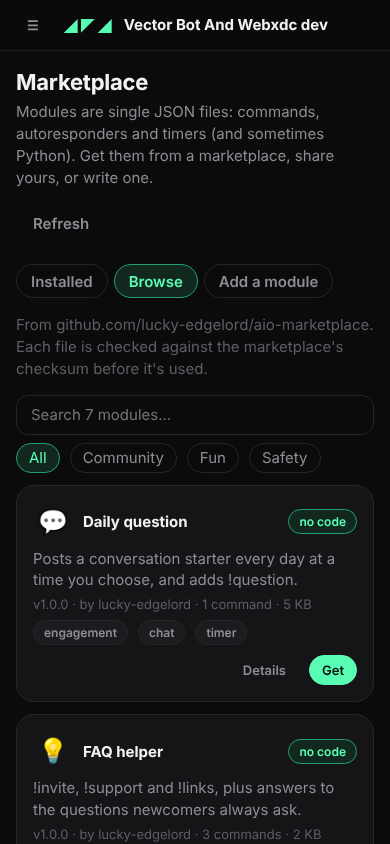 Vector Bot And Webxdc dev
Marketplace
Modules are single JSON files: commands,
autoresponders and timers (and sometimes
Python). Get them from a marketplace, share
yours, or write one.
Refresh
Installed
Browse
Add a module
From github.com/lucky-edgelord/aio-marketplace.
Each file is checked against the marketplace's
checksum before it's used.
Search 7 modules...
All
Community
Fun
Safety
Daily question
no code
Posts a conversation starter every day at a
time you choose, and adds !question.
v1.0.0 · by lucky-edgelord · 1 command · 5 KB
engagement
chat
timer
Details
Get
FAQ helper
no code
!invite, !support and !links, plus answers to
the questions newcomers always ask.
v1.0.0 · by lucky-edgelord · 3 commands · 2 KB